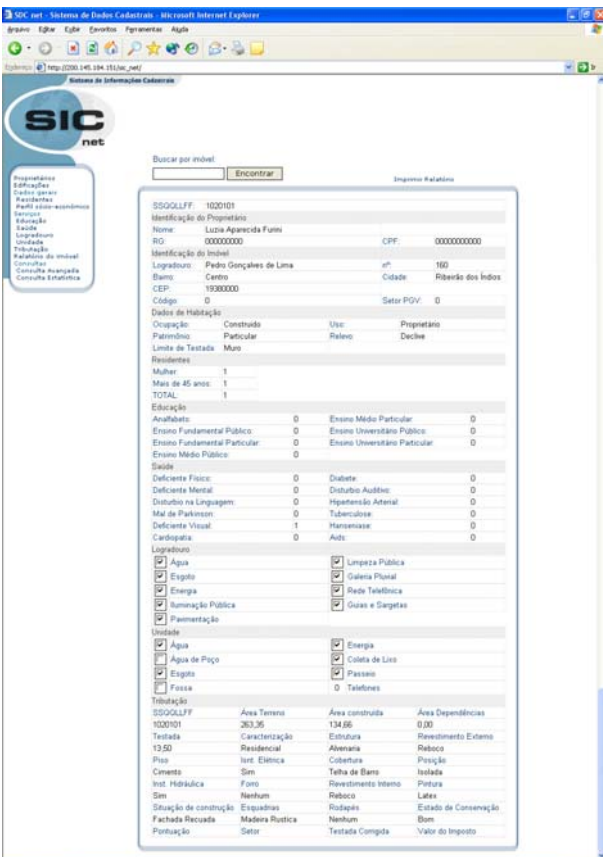 SDC net - Sistema de Dados Cadastrais - Microsoft Internet Explorer
Arquivo Editar Exibir Favoritos Ferramentas Ajuda
Endereço http://200.145.184.151/sic_net/
Sistema de Informações Cadastrais
SIC
net
Proprietários
Edificações
Dados gerais
Residentes
Perfil sócio-econômico
Serviços
Educação
Saúde
Logradouro
Unidade
Tributação
Relatório do imóvel
Consultas
Consulta Avançada
Consulta Estatística
Buscar por imóvel
Encontrar
Imprimir Relatório
SSQQLLFF: 1020101
Identificação do Proprietário
Nome: Luzia Aparecida Furini
RG: 000000000 CPF: 00000000000
Identificação do Imóvel
Logradouro: Pedro Gonçalves de Lima nº: 160
Bairro: Centro Cidade: Ribeirão dos Índios
CEP: 19380000
Código: 0 Setor PGV: 0
Dados de Habitação
Ocupação: Construído Uso: Proprietário
Patrimônio: Particular Relevo: Declive
Limite de Testada: Muro
Residentes
Mulher: 1
Mais de 45 anos: 1
TOTAL: 1
Educação
Analfabeto: 0 Ensino Médio Particular: 0
Ensino Fundamental Público: 0 Ensino Universitário Público: 0
Ensino Fundamental Particular: 0 Ensino Universitário Particular: 0
Ensino Médio Público: 0
Saúde
Deficiente Físico: 0 Diabete: 0
Deficiente Mental: 0 Disturbio Auditivo: 0
Disturbio na Linguagem: 0 Hipertensão Arterial: 0
Mal de Parkinson: 0 Tuberculose: 0
Deficiente Visual: 1 Hanseniase: 0
Cardiopatia: 0 Aids: 0
Logradouro
Água Limpeza Pública
Esgoto Galeria Pluvial
Energia Rede Telefônica
Iluminação Pública Guias e Sargetas
Pavimentação
Unidade
Água Energia
Água de Poço Coleta de Lixo
Esgoto Passeio
Fossa 0 Telefones
Tributação
SSQQLLFF Área Terreno Área construída Área Dependências
1020101 263,35 134,66 0,00
Testada Caracterização Estrutura Revestimento Externo
13,50 Residencial Alvenaria Reboco
Piso Isnt. Elétrica Cobertura Posição
Cimento Sim Telha de Barro Isolada
Inst. Hidráulica Forro Revestimento Interno Pintura
Sim Nenhum Reboco Latex
Situação de construção Esquadrias Rodapés Estado de Conservação
Fachada Recuada Madeira Rustica Nenhum Bom
Pontuação Setor Testada Corrigida Valor do Imposto